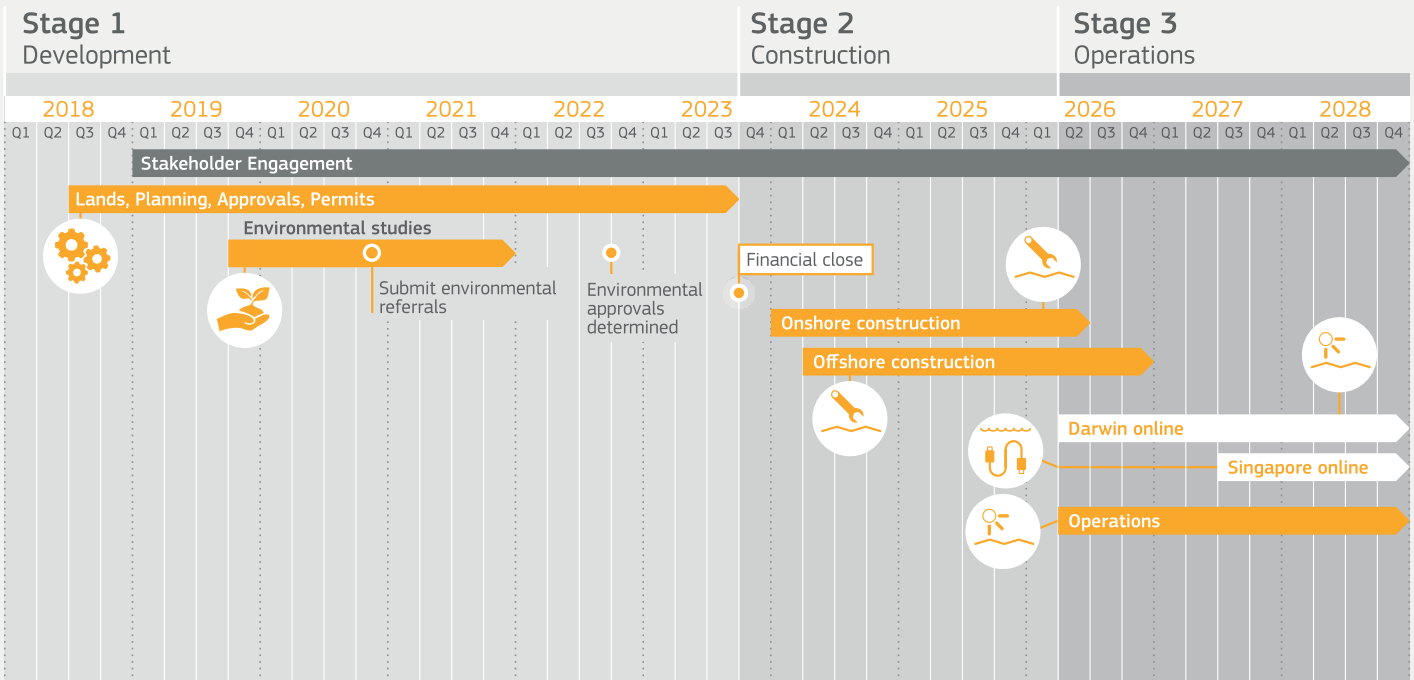 Stage 1
Development
Stage 2
Construction
Stage 3
Operations
2018 2019 2020 2021 2022 2023 2024 2025 2026 2027 2028
Q1 Q2 Q3 Q4 Q1 Q2 Q3 Q4 Q1 Q2 Q3 Q4 Q1 Q2 Q3 Q4 Q1 Q2 Q3 Q4 Q1 Q2 Q3 Q4 Q1 Q2 Q3 Q4 Q1 Q2 Q3 Q4 Q1 Q2 Q3 Q4 Q1 Q2 Q3 Q4 Q1 Q2 Q3 Q4
Stakeholder Engagement
Lands, Planning, Approvals, Permits
Environmental studies
Submit environmental
referrals
Environmental
approvals
determined
Financial close
Onshore construction
Offshore construction
Darwin online
Singapore online
Operations